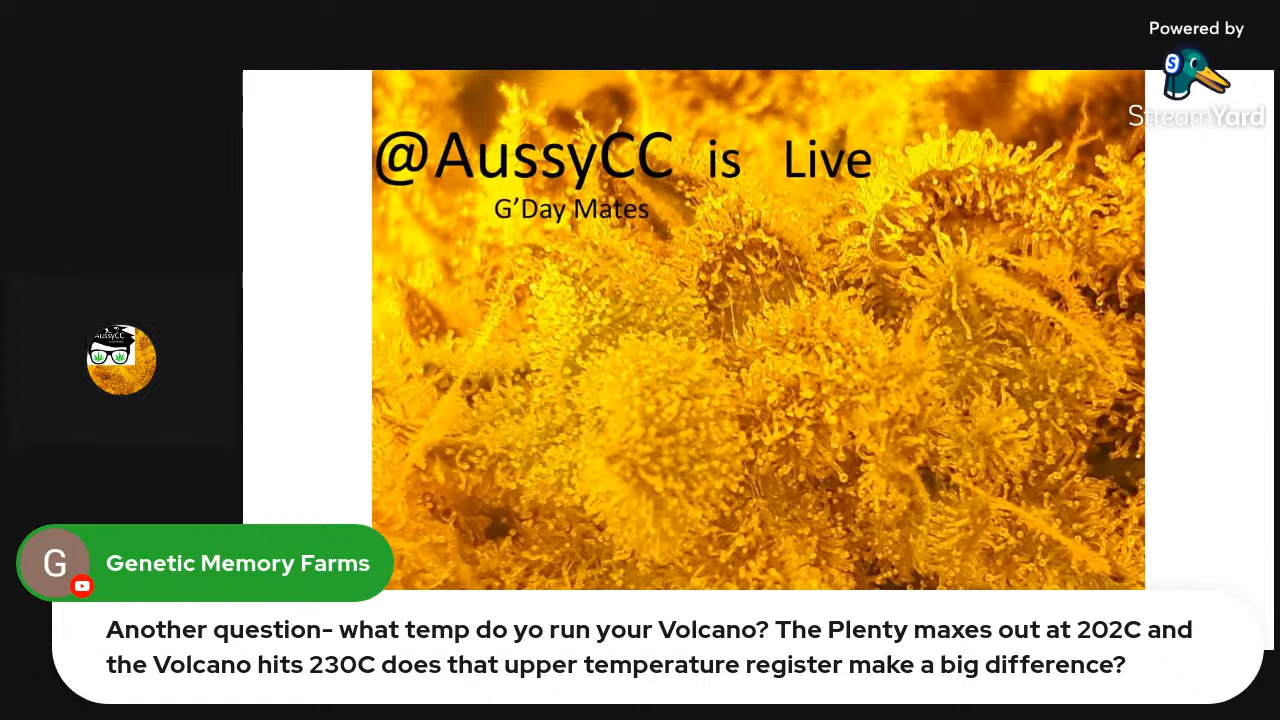 Powered by
StreamYard
@AussyCC is Live
G'Day Mates
AussyCC
G
Genetic Memory Farms
Another question- what temp do yo run your Volcano? The Plenty maxes out at 202C and
the Volcano hits 230C does that upper temperature register make a big difference?